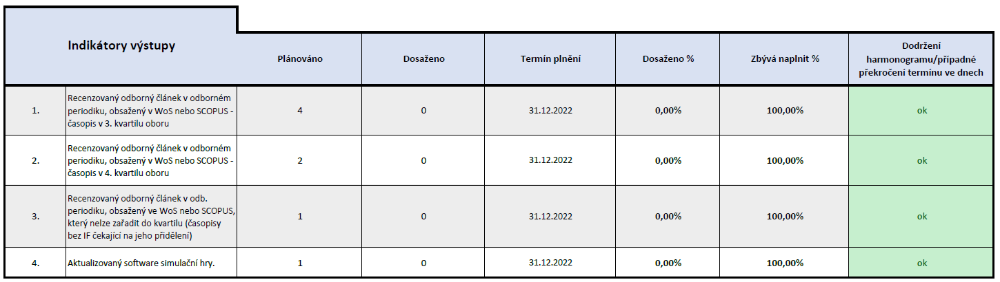 Indikátory výstupy
Plánováno
Dosaženo
Termín plnění
Dosaženo %
Zbývá naplnit %
Dodržení
harmonogramu/případné
překročení termínu ve dnech
1.
Recenzovaný odborný článek v odborném
periodiku, obsažený v WoS nebo SCOPUS -
časopis v 3. kvartilu oboru
4
0
31.12.2022
0,00%
100,00%
ok
2.
Recenzovaný odborný článek v odborném
periodiku, obsažený v WoS nebo SCOPUS -
časopis v 4. kvartilu oboru
2
0
31.12.2022
0,00%
100,00%
ok
3.
Recenzovaný odborný článek v odb.
periodiku, obsažený ve WoS nebo SCOPUS,
který nelze zařadit do kvartilu (časopisy
bez IF čekající na jeho přidělení)
1
0
31.12.2022
0,00%
100,00%
ok
4.
Aktualizovaný software simulační hry.
1
0
31.12.2022
0,00%
100,00%
ok